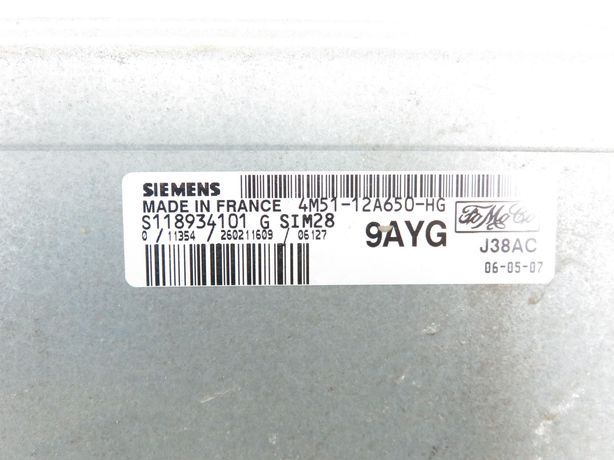 SIEMENS
MADE IN FRANCE 4M51-12A650-HG
S118934101 G SIM28
0 / 11354 / 260211609 / 06127
9AYG
FoMoCo
J38AC
06-05-07